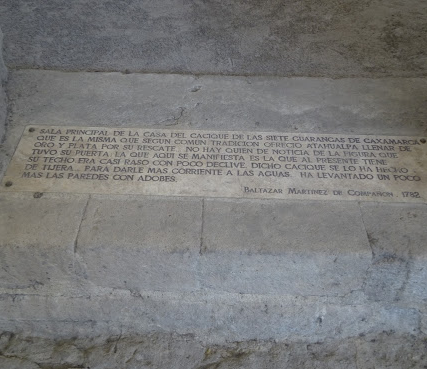 SALA PRINCIPAL DE LA CASA DEL CACIQUE DE LAS SIETE GUARANGAS DE CAXAMARCA
QUE ES LA MISMA QUE SEGUN COMUN TRADICION OFRECIO ATAHUALPA LLENAR DE
ORO Y PLATA POR SU RESCATE. NO HAY QUIEN DE NOTICIA DE LA FIGURA QUE
TUVO SU PUERTA. LA QUE AQUI SE MANIFIESTA ES LA QUE AL PRESENTE TIENE
SU TECHO ERA CASI RASO CON POCO DECLIVE. DICHO CACIQUE SE LO HA HECHO
DE TIJERA PARA DARLE MAS CORRIENTE A LAS AGUAS. HA LEVANTADO UN POCO
MAS LAS PAREDES CON ADOBES.
BALTAZAR MARTINEZ DE COMPAÑON 1782.